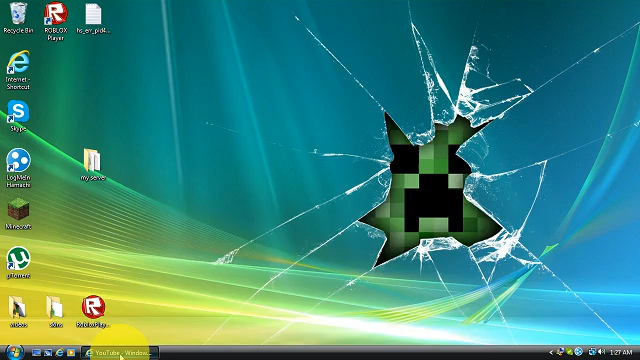 Recycle Bin
ROBLOX
Player
hs_err_pid4...
Internet -
Shortcut
Skype
my server
LogMeIn
Hamachi
Minecraft
µTorrent
videos
skins
RobloxPlay...
YouTube - Window...
1:27 AM